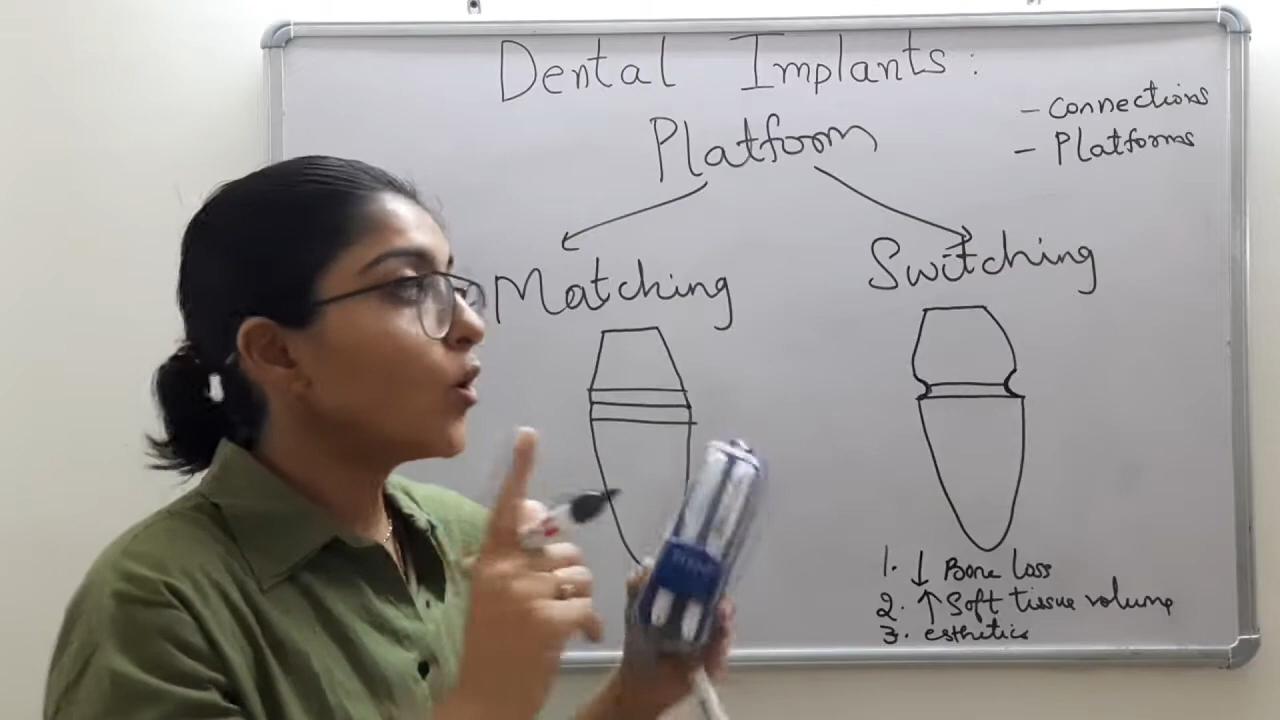 Dental Implants:
Platform
- Connections
- Platforms
Matching
Switching
1. ↓ Bone loss
2. ↑ Soft tissue volume
3. esthetics